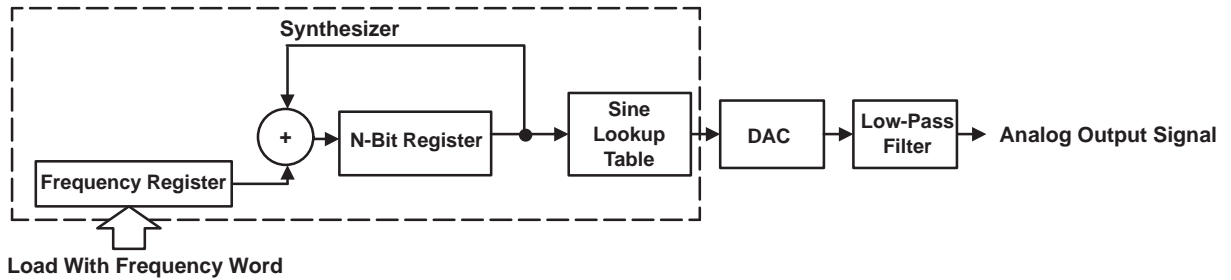 Synthesizer
+
N-Bit Register
Sine
Lookup
Table
DAC
Low-Pass
Filter
Analog Output Signal
Frequency Register
Load With Frequency Word